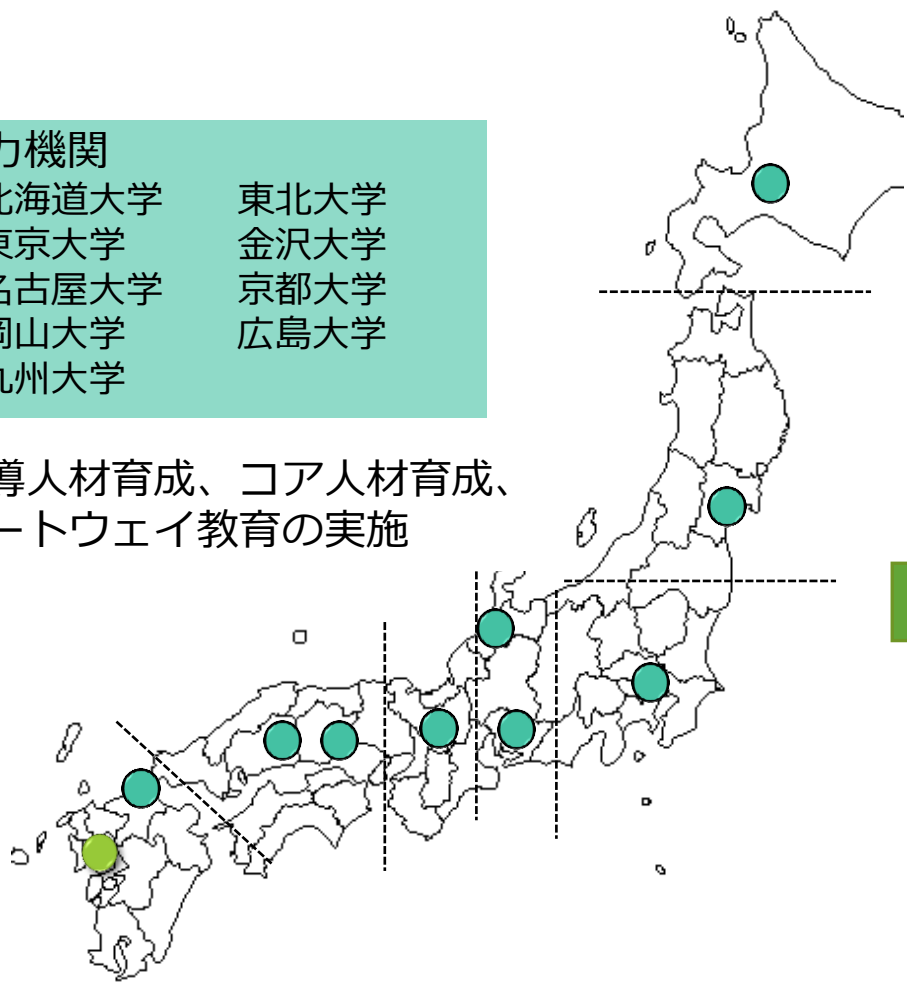 力機関
北海道大学　　東北大学
東京大学　　　金沢大学
名古屋大学　　京都大学
岡山大学　　　広島大学
九州大学
導人材育成、コア人材育成、
ートウェイ教育の実施